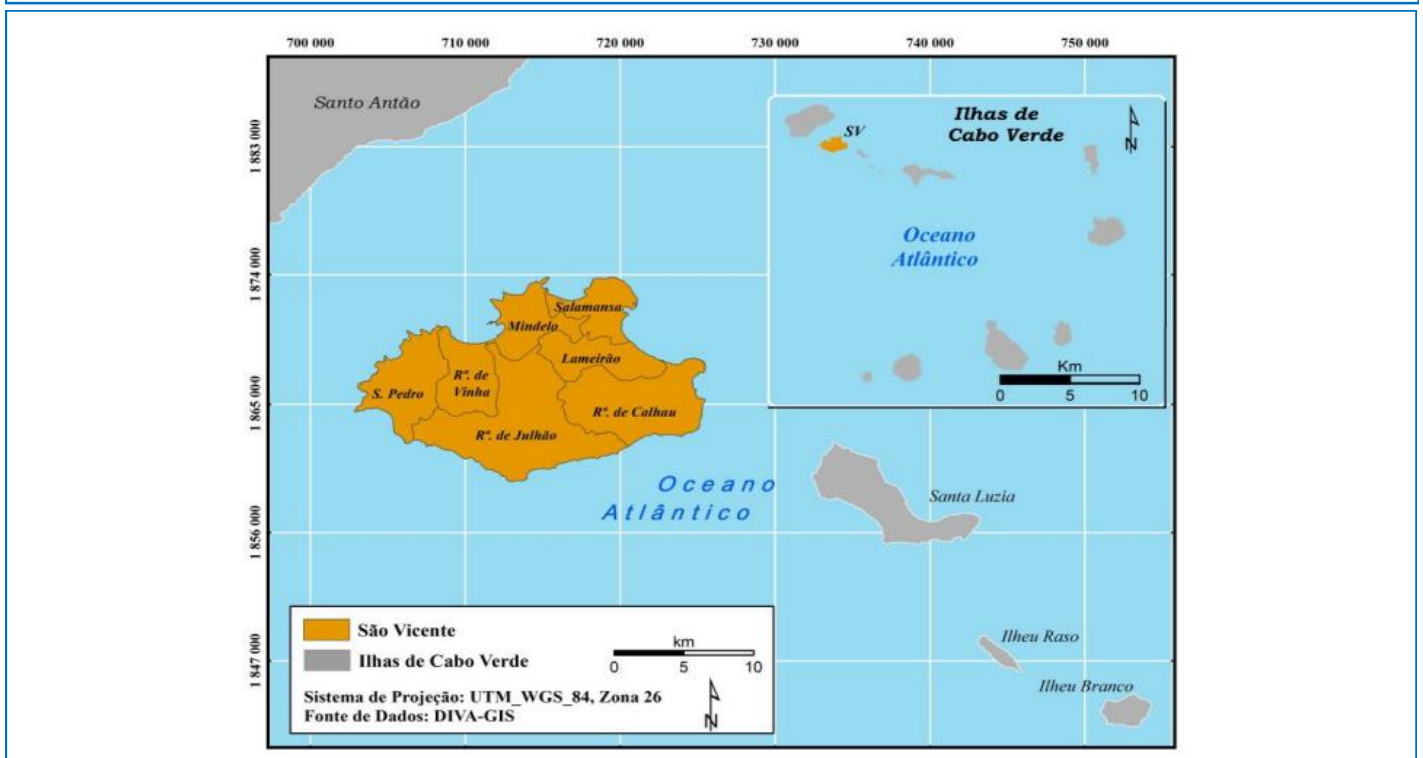 700 000 710 000 720 000 730 000 740 000 750 000
Santo Antão
Ilhas de
Cabo Verde
SV
N
1 883 000
Oceano
Atlântico
1 874 000
Salamansa
Mindelo
Lameirão
Rª. de
Vinha
S. Pedro
Rª. de Calhau
Rª. de Julhão
Km
0 5 10
1 865 000
Oceano
Atlântico
Santa Luzia
1 856 000
São Vicente
Ilhas de Cabo Verde
km
0 5 10
Sistema de Projeção: UTM_WGS_84, Zona 26
Fonte de Dados: DIVA-GIS
N
1 847 000
Ilheu Raso
Ilheu Branco